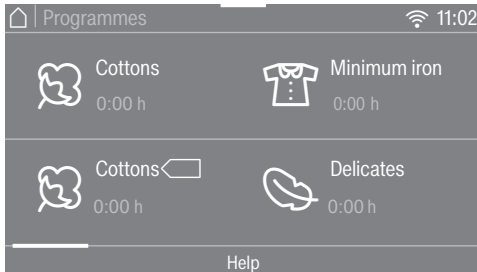 Programmes 11:02
Cottons
0:00 h
Minimum iron
0:00 h
Cottons
0:00 h
Delicates
0:00 h
Help